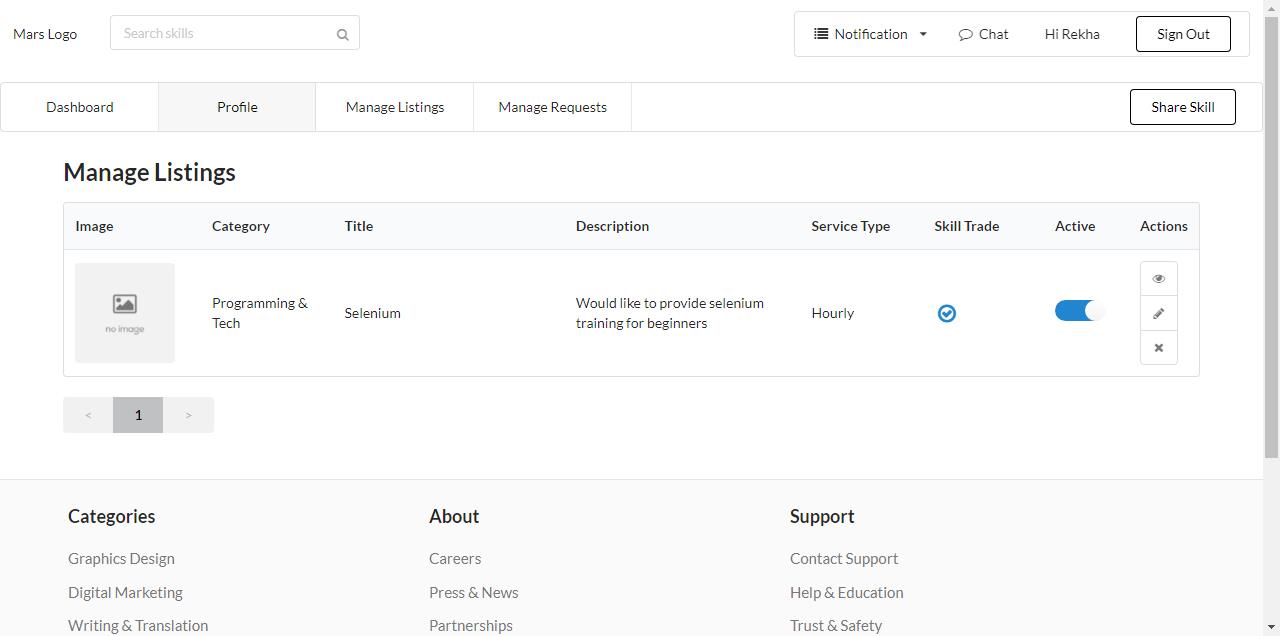 Mars Logo
Search skills
Notification
Chat
Hi Rekha
Sign Out
Dashboard
Profile
Manage Listings
Manage Requests
Share Skill
Manage Listings
Image
Category
Title
Description
Service Type
Skill Trade
Active
Actions
no image
Programming &
Tech
Selenium
Would like to provide selenium
training for beginners
Hourly
< 1 >
Categories
Graphics Design
Digital Marketing
Writing & Translation
About
Careers
Press & News
Partnerships
Support
Contact Support
Help & Education
Trust & Safety